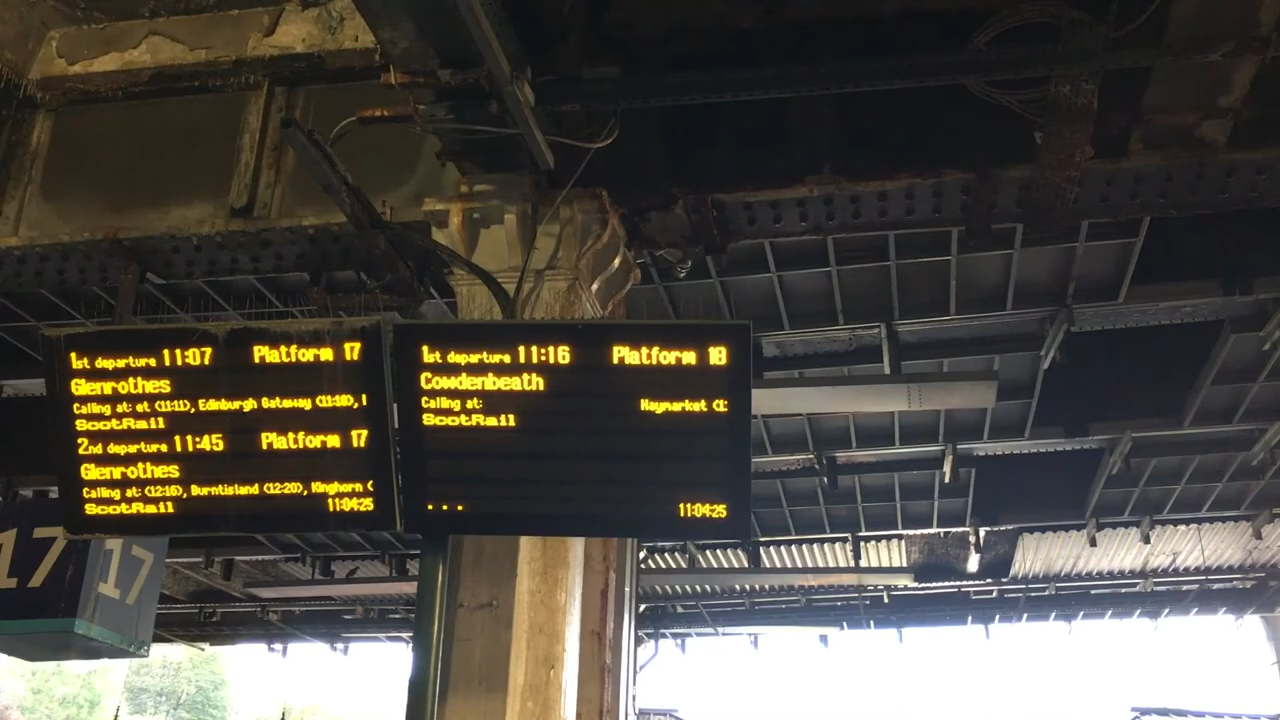 1st departure 11:07 Platform 17
Glenrothes
Calling at: et (11:11), Edinburgh Gateway (11:18),
ScotRail
2nd departure 11:45 Platform 17
Glenrothes
Calling at: (12:16), Burntisland (12:20), Kinghorn (
ScotRail 11:04:25
1st departure 11:16 Platform 18
Cowdenbeath
Calling at: Haymarket (1:
ScotRail
... 11:04:25
17
17